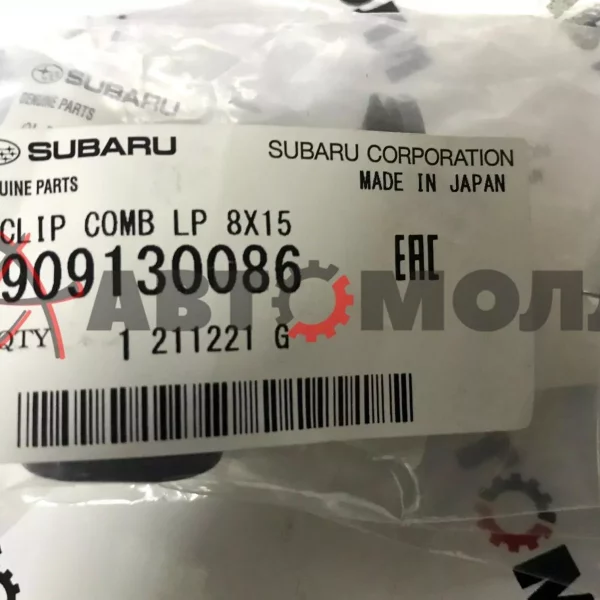 SUBARU
GENUINE PARTS
SUBARU
SUBARU CORPORATION
UINE PARTS
MADE IN JAPAN
CLIP COMB LP 8X15
909130086
EAC
АВТОМОЛЛ
QTY 1 211221 G